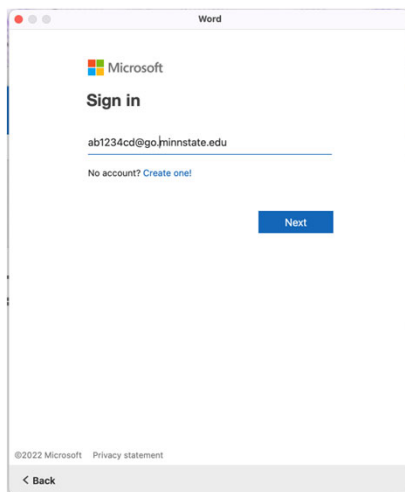 Word
Microsoft
Sign in
ab1234cd@go.minnstate.edu
No account? Create one!
Next
©2022 Microsoft Privacy statement
< Back